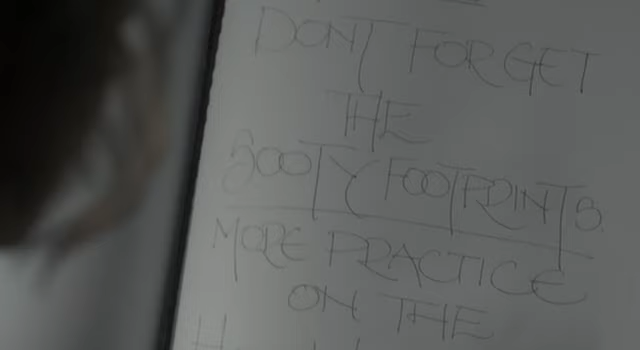 DONT FORGET
THE
SOOTY FOOTPRINTS
MORE PRACTICE
ON THE